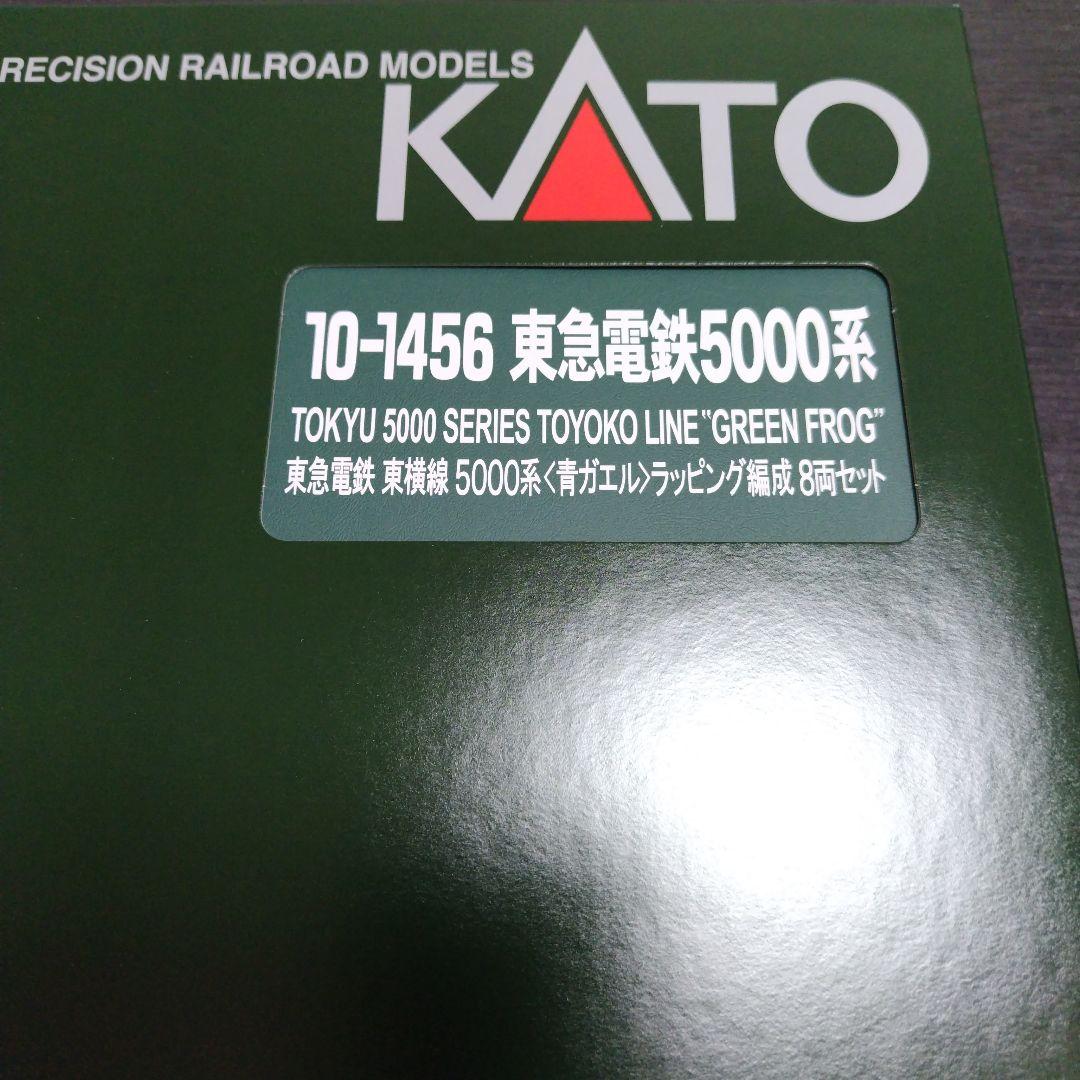 RECISION RAILROAD MODELS
KATO
10-1456 東急電鉄5000系
TOKYU 5000 SERIES TOYOKO LINE "GREEN FROG"
東急電鉄 東横線 5000系〈青ガエル〉ラッピング編成 8両セット